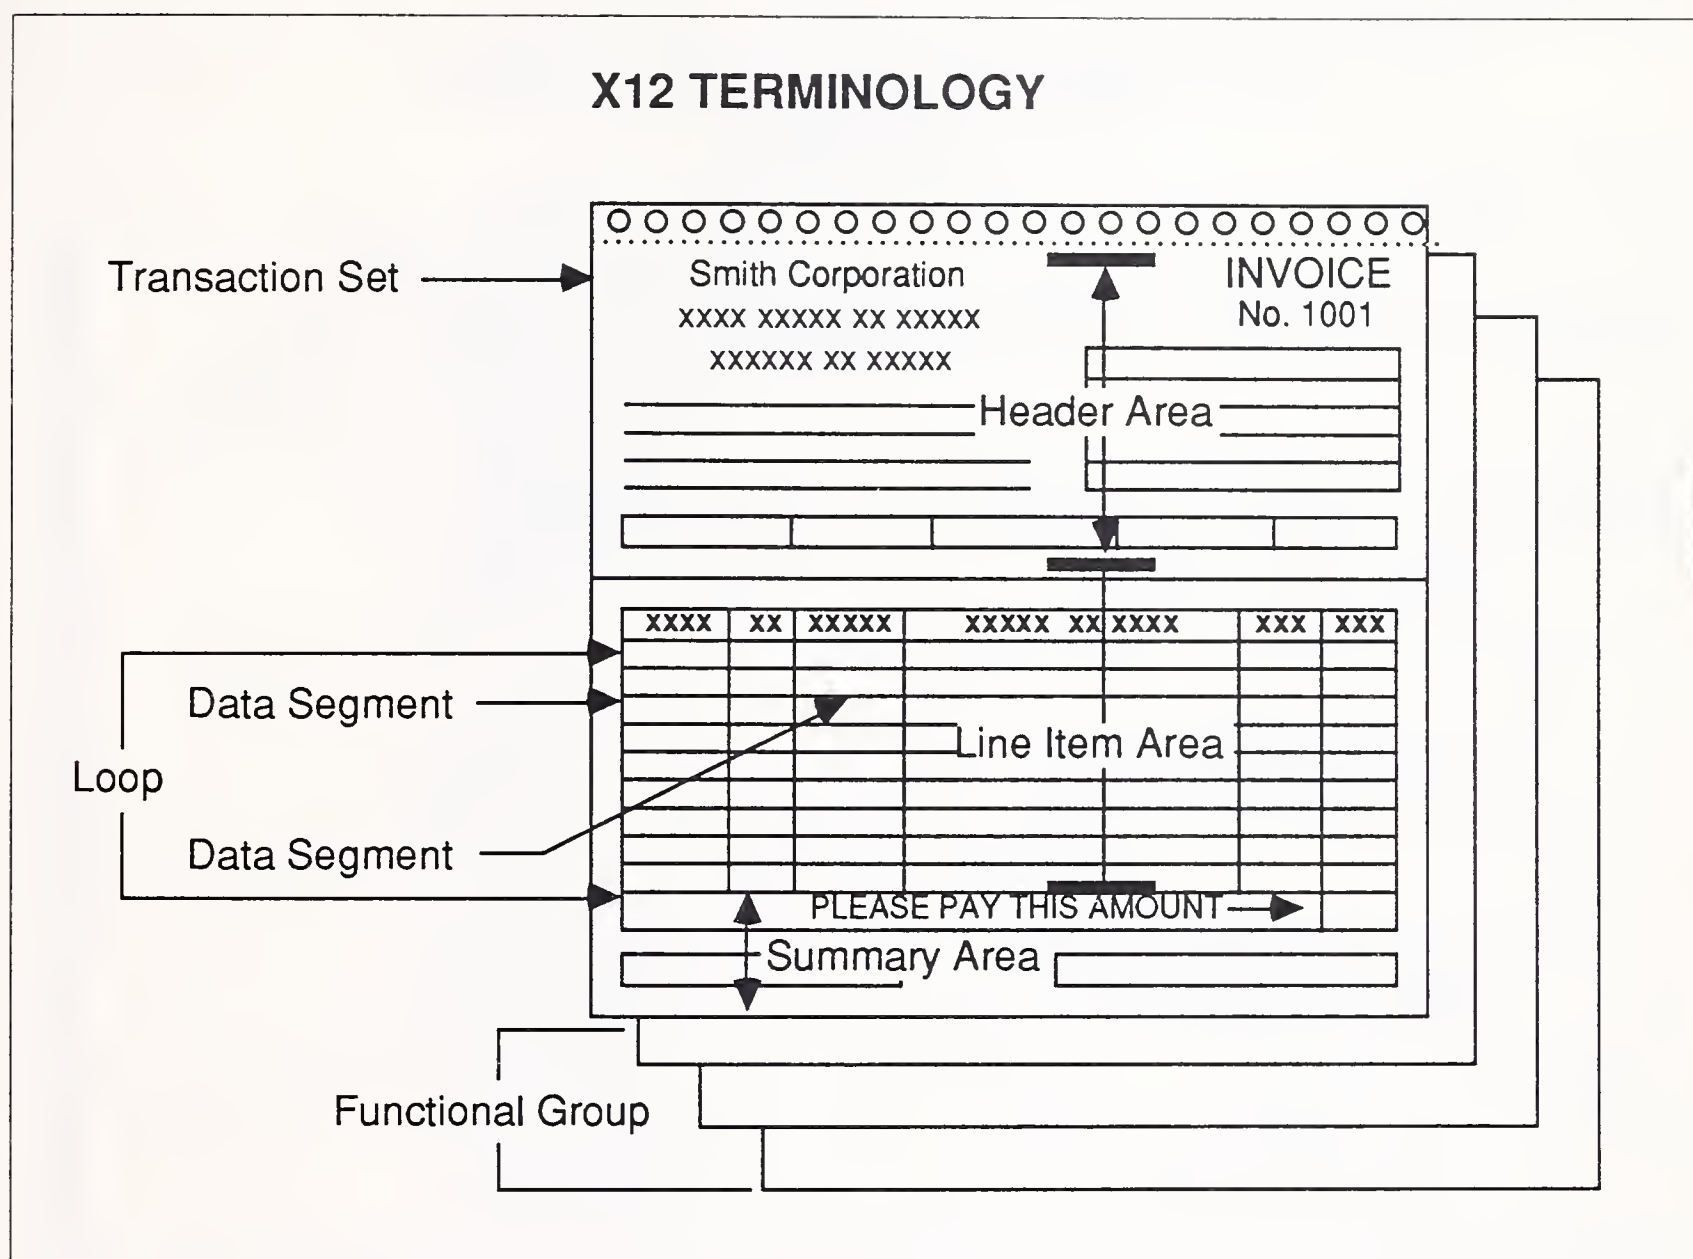 X12 TERMINOLOGY
Transaction Set
Smith Corporation
INVOICE
XXXX XXXXX XX XXXXX
No. 1001
XXXXXX XX XXXXX
Header Area
XXXX XX XXXXX XXXXX XX XXXX XXX XXX
Data Segment
Line Item Area
Loop
Data Segment
PLEASE PAY THIS AMOUNT
Summary Area
Functional Group